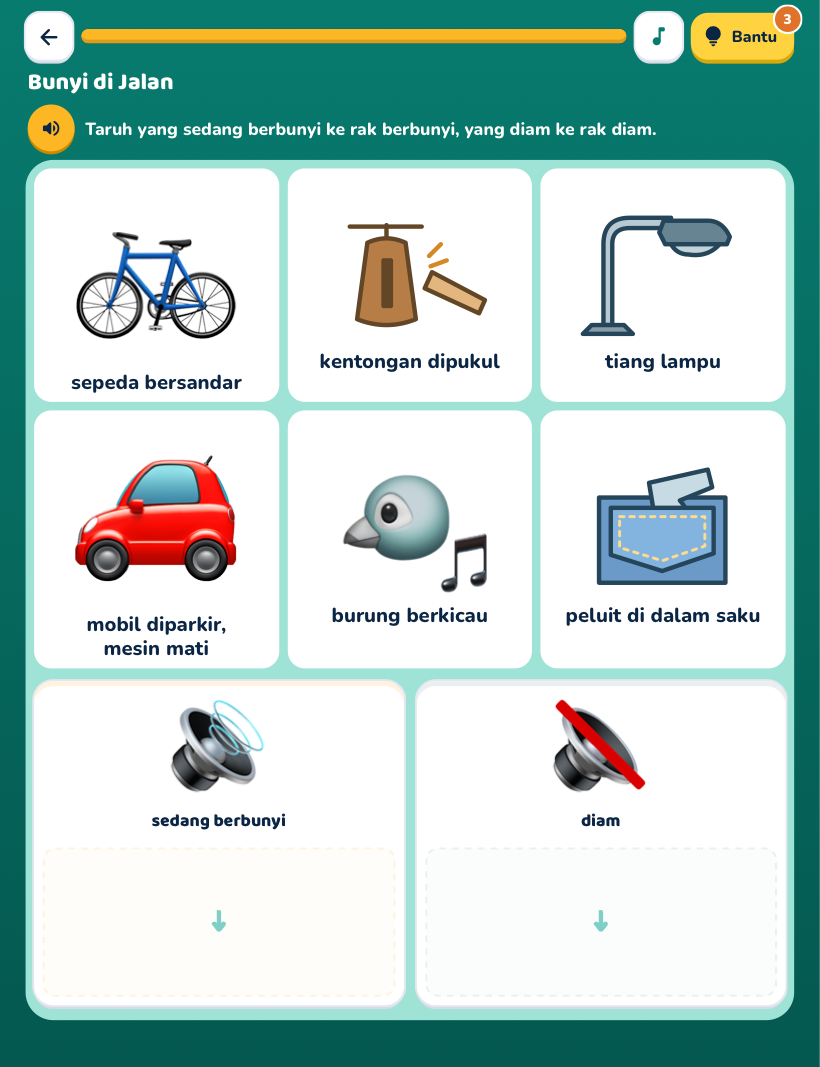 3
Bantu
Bunyi di Jalan
Taruh yang sedang berbunyi ke rak berbunyi, yang diam ke rak diam.
sepeda bersandar
kentongan dipukul
tiang lampu
mobil diparkir,
mesin mati
burung berkicau
peluit di dalam saku
sedang berbunyi
diam